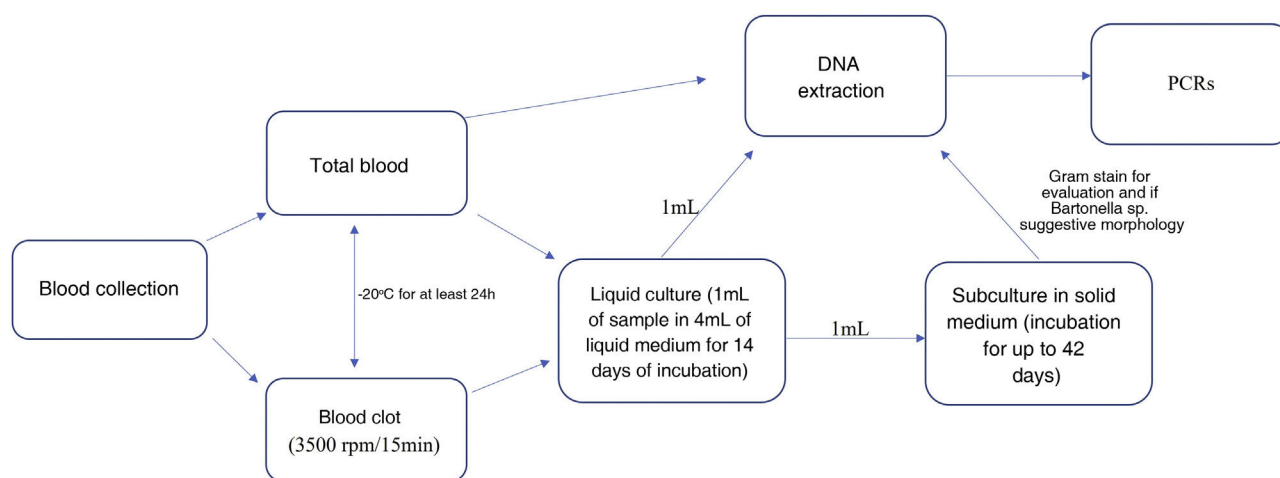 DNA
extraction
PCRs
Total blood
Gram stain for
evaluation and if
Bartonella sp.
suggestive morphology
1mL
Blood collection
-20ºC for at least 24h
Liquid culture (1mL
of sample in 4mL of
liquid medium for 14
days of incubation)
1mL
Subculture in solid
medium (incubation
for up to 42
days)
Blood clot
(3500 rpm/15min)